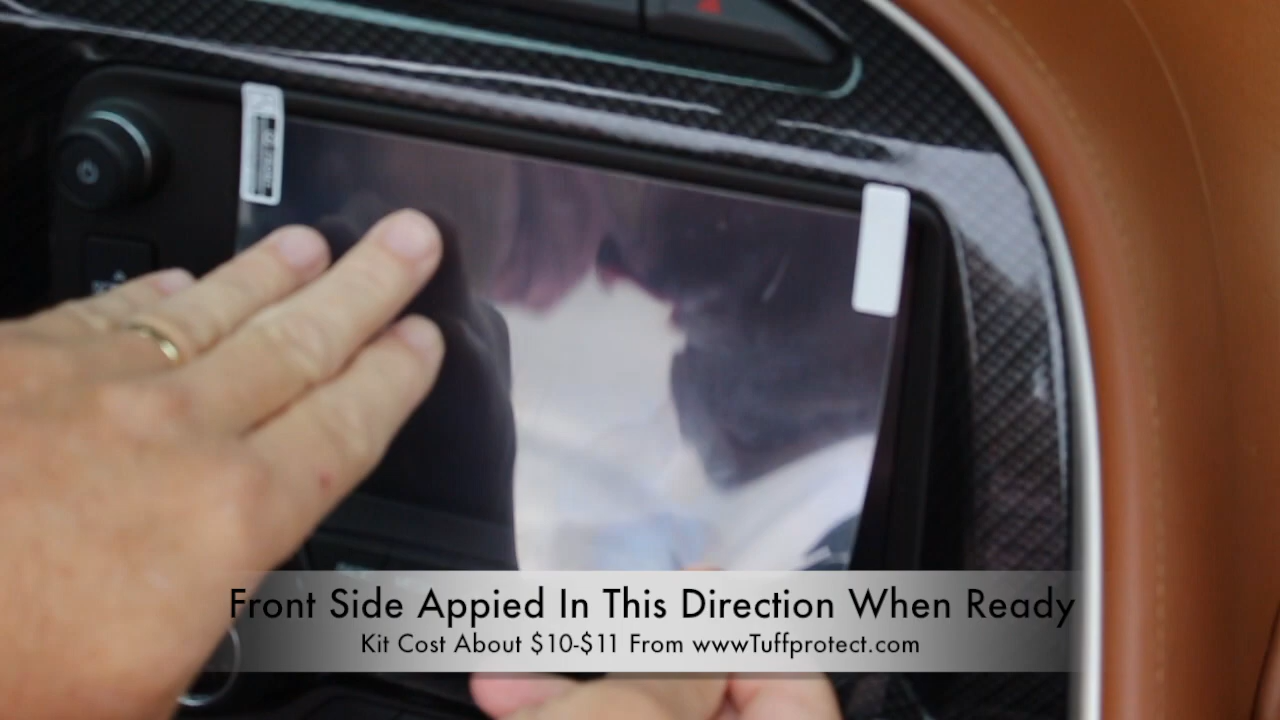 Front Side Appied In This Direction When Ready
Kit Cost About $10-$11 From wwwTuffprotect.com